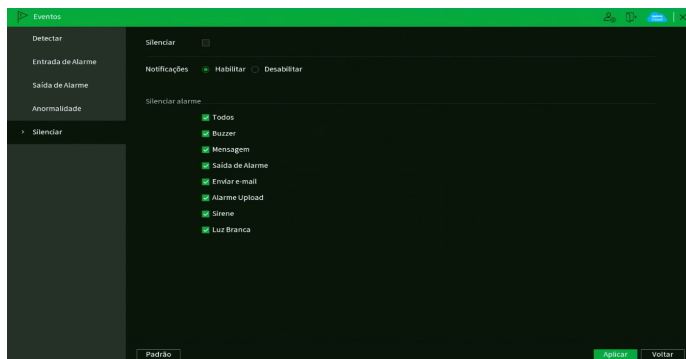 Eventos
Detectar
Entrada de Alarme
Saída de Alarme
Anormalidade
Silenciar
Silenciar
Notificações Habilitar Desabilitar
Silenciar alarme
Todos
Buzzer
Mensagem
Saída de Alarme
Enviar e-mail
Alarme Upload
Sirene
Luz Branca
Padrão Aplicar Voltar